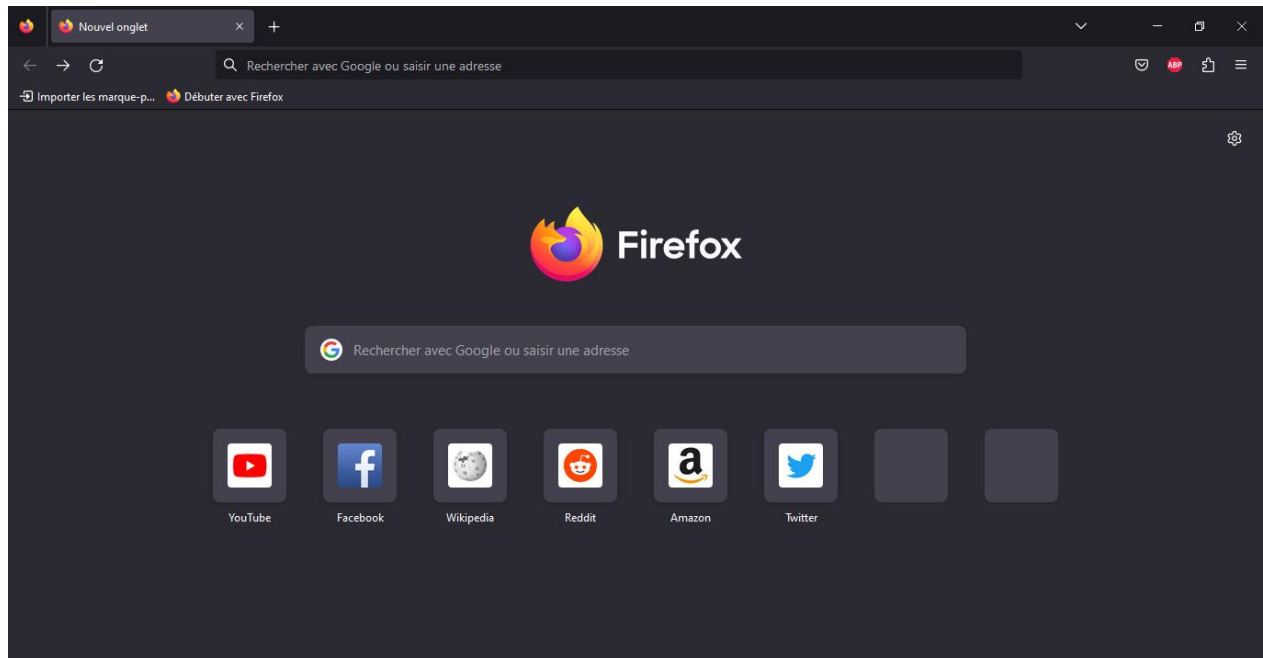 Nouvel onglet
Rechercher avec Google ou saisir une adresse
ABP
Importer les marque-p... Débuter avec Firefox
Firefox
Rechercher avec Google ou saisir une adresse
YouTube Facebook Wikipedia Reddit Amazon Twitter